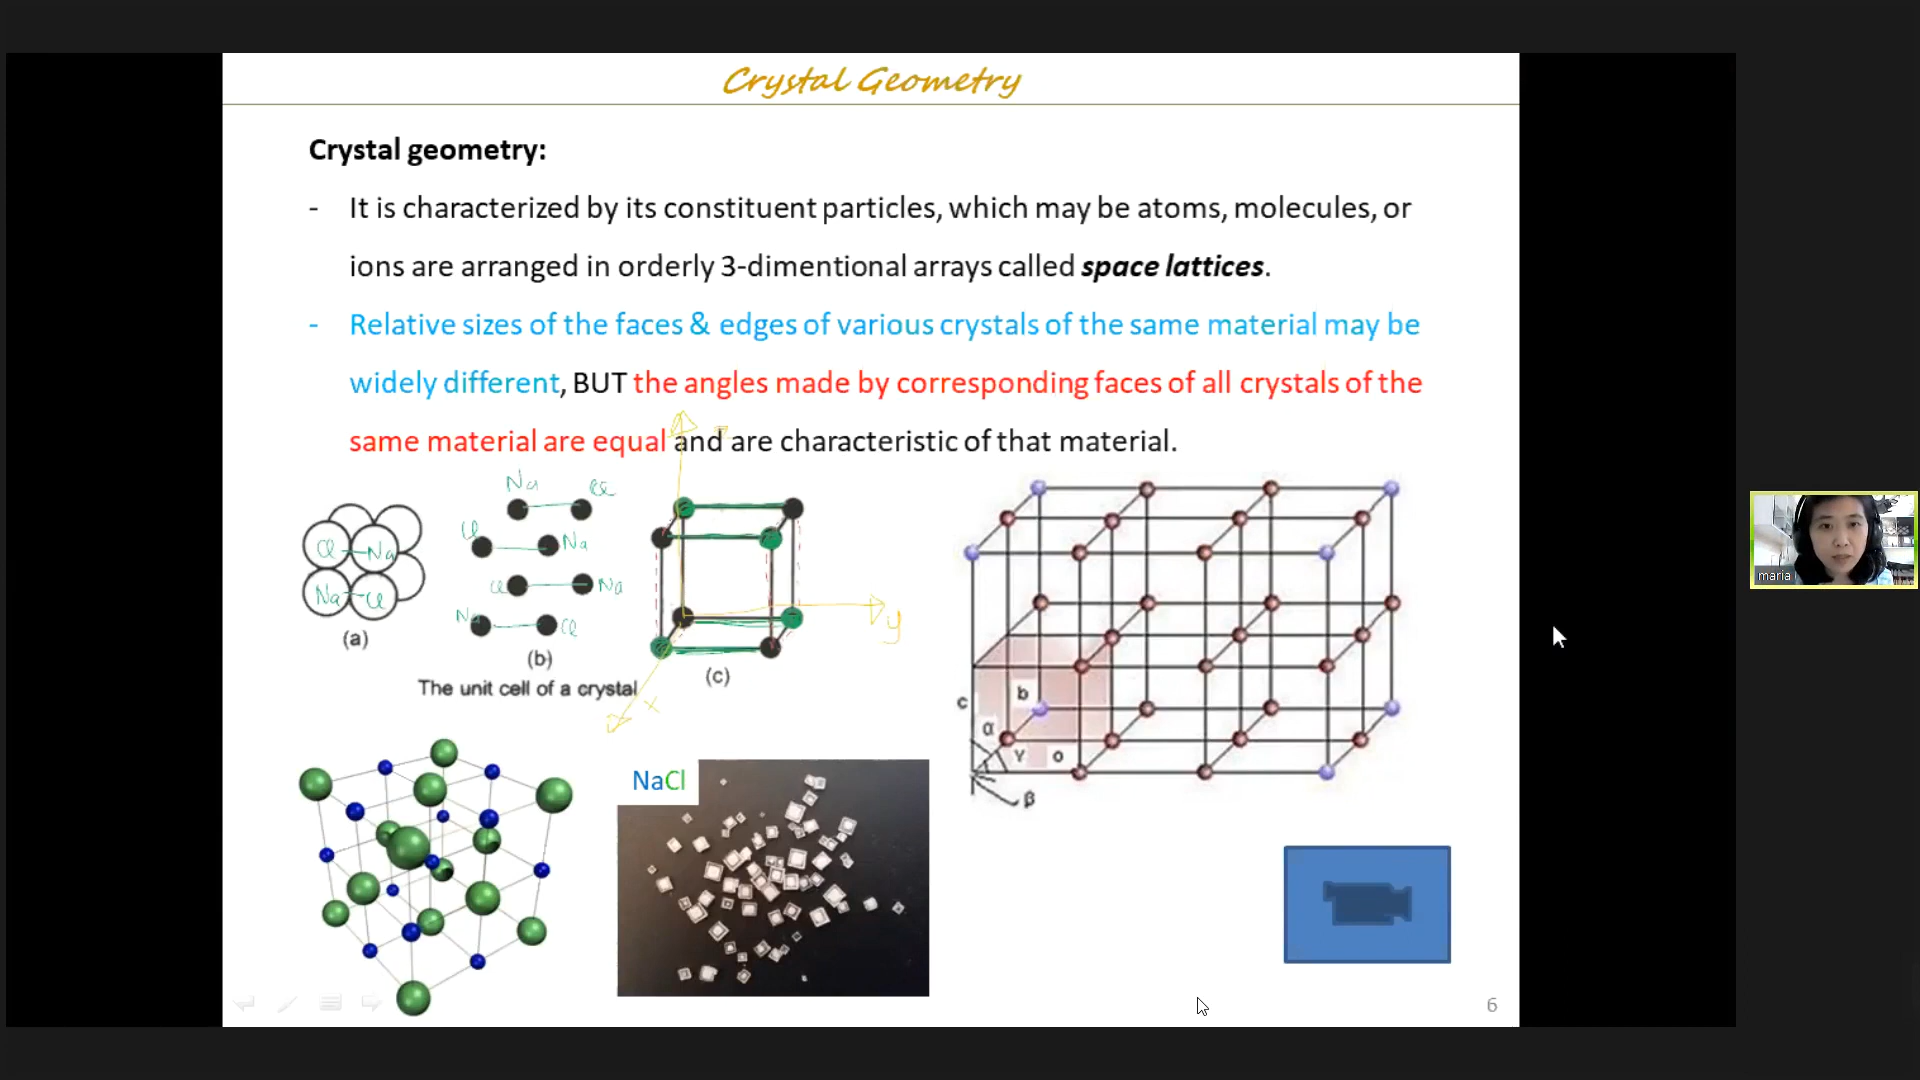 Crystal Geometry
Crystal geometry:
- It is characterized by its constituent particles, which may be atoms, molecules, or
ions are arranged in orderly 3-dimentional arrays called space lattices.
- Relative sizes of the faces & edges of various crystals of the same material may be
widely different, BUT the angles made by corresponding faces of all crystals of the
same material are equal and are characteristic of that material.
Na Cl
Cl Na
Cl Na
Cl Na
Na Cl
Na Cl
(a)
(b)
(c)
The unit cell of a crystal
y
x
c
b
α
γ
o
β
NaCl
6
maria